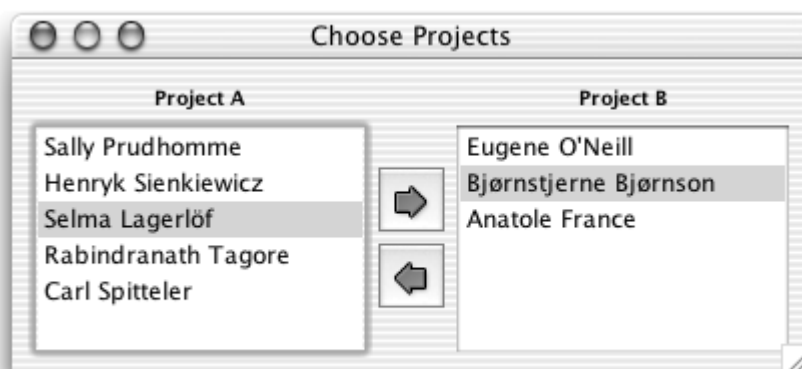 Choose Projects
Project A
Sally Prudhomme
Henryk Sienkiewicz
Selma Lagerlöf
Rabindranath Tagore
Carl Spitteler
Project B
Eugene O'Neill
Bjørnstjerne Bjørnson
Anatole France